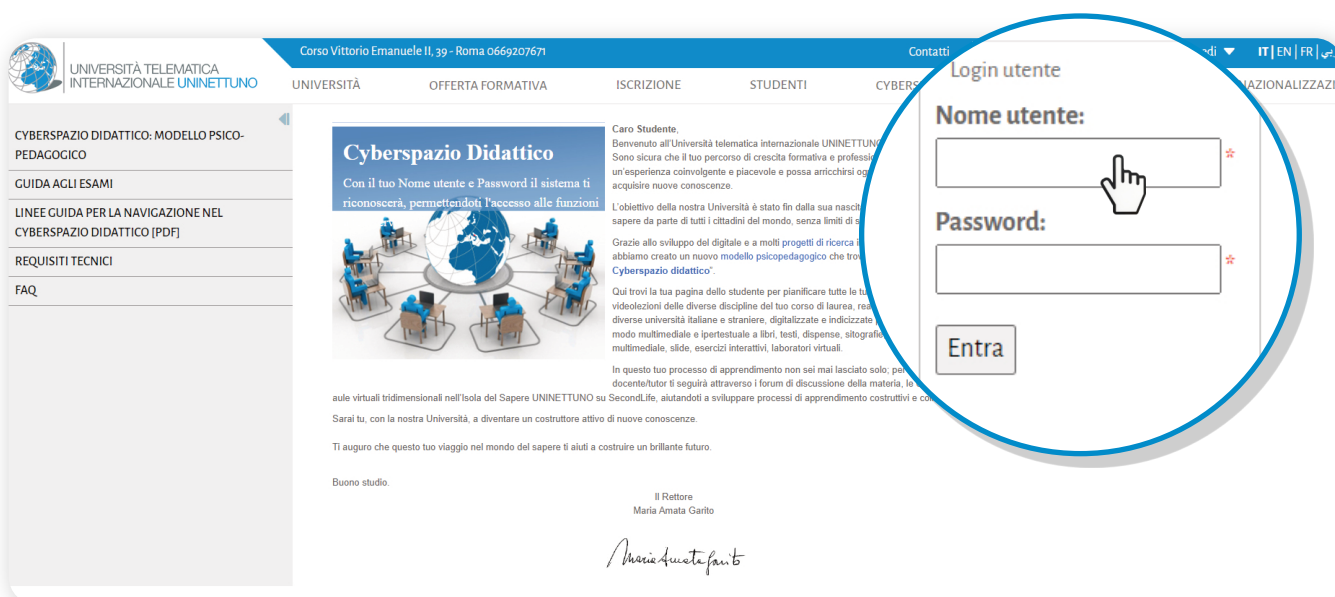 UNIVERSITÀ TELEMATICA
INTERNAZIONALE UNINETTUNO
Corso Vittorio Emanuele II, 39 - Roma 0669207671
Contatti
IT | EN | FR | عربي
UNIVERSITÀ
OFFERTA FORMATIVA
ISCRIZIONE
STUDENTI
CYBERS
NAZIONALIZZAZI
CYBERSPAZIO DIDATTICO: MODELLO PSICO-
PEDAGOGICO
GUIDA AGLI ESAMI
LINEE GUIDA PER LA NAVIGAZIONE NEL
CYBERSPAZIO DIDATTICO [PDF]
REQUISITI TECNICI
FAQ
Cyberspazio Didattico
Con il tuo Nome utente e Password il sistema ti
riconoscerà, permettendoti l'accesso alle funzioni
Caro Studente,
Benvenuto all'Università telematica internazionale UNINETTUNO
Sono sicura che il tuo percorso di crescita formativa e
un'esperienza coinvolgente e piacevole e possa arricchirsi
acquisire nuove conoscenze.
L'obiettivo della nostra Università è stato fin dalla sua
sapere da parte di tutti i cittadini del mondo, senza limiti di
Grazie allo sviluppo del digitale e a molti progetti di ricerca
abbiamo creato un nuovo modello psicopedagogico che
Cyberspazio didattico".
Qui trovi la tua pagina dello studente per pianificare tutte le
videolezioni delle diverse discipline del tuo corso di laurea,
diverse università italiane e straniere, digitalizzate e indicizzate
modo multimediale e ipertestuale a libri, testi, dispense,
multimediale, slide, esercizi interattivi, laboratori virtuali.
In questo tuo processo di apprendimento non sei mai lasciato solo;
docente/tutor ti seguirà attraverso i forum di discussione della materia, le
aule virtuali tridimensionali nell'Isola del Sapere UNINETTUNO su SecondLife, aiutandoti a sviluppare processi di apprendimento costruttivi e
Sarai tu, con la nostra Università, a diventare un costruttore attivo di nuove conoscenze.
Ti auguro che questo tuo viaggio nel mondo del sapere ti aiuti a costruire un brillante futuro.
Buono studio.
Il Rettore
Maria Amata Garito
Maria Amata Garito
Login utente
Nome utente:
*
Password:
*
Entra